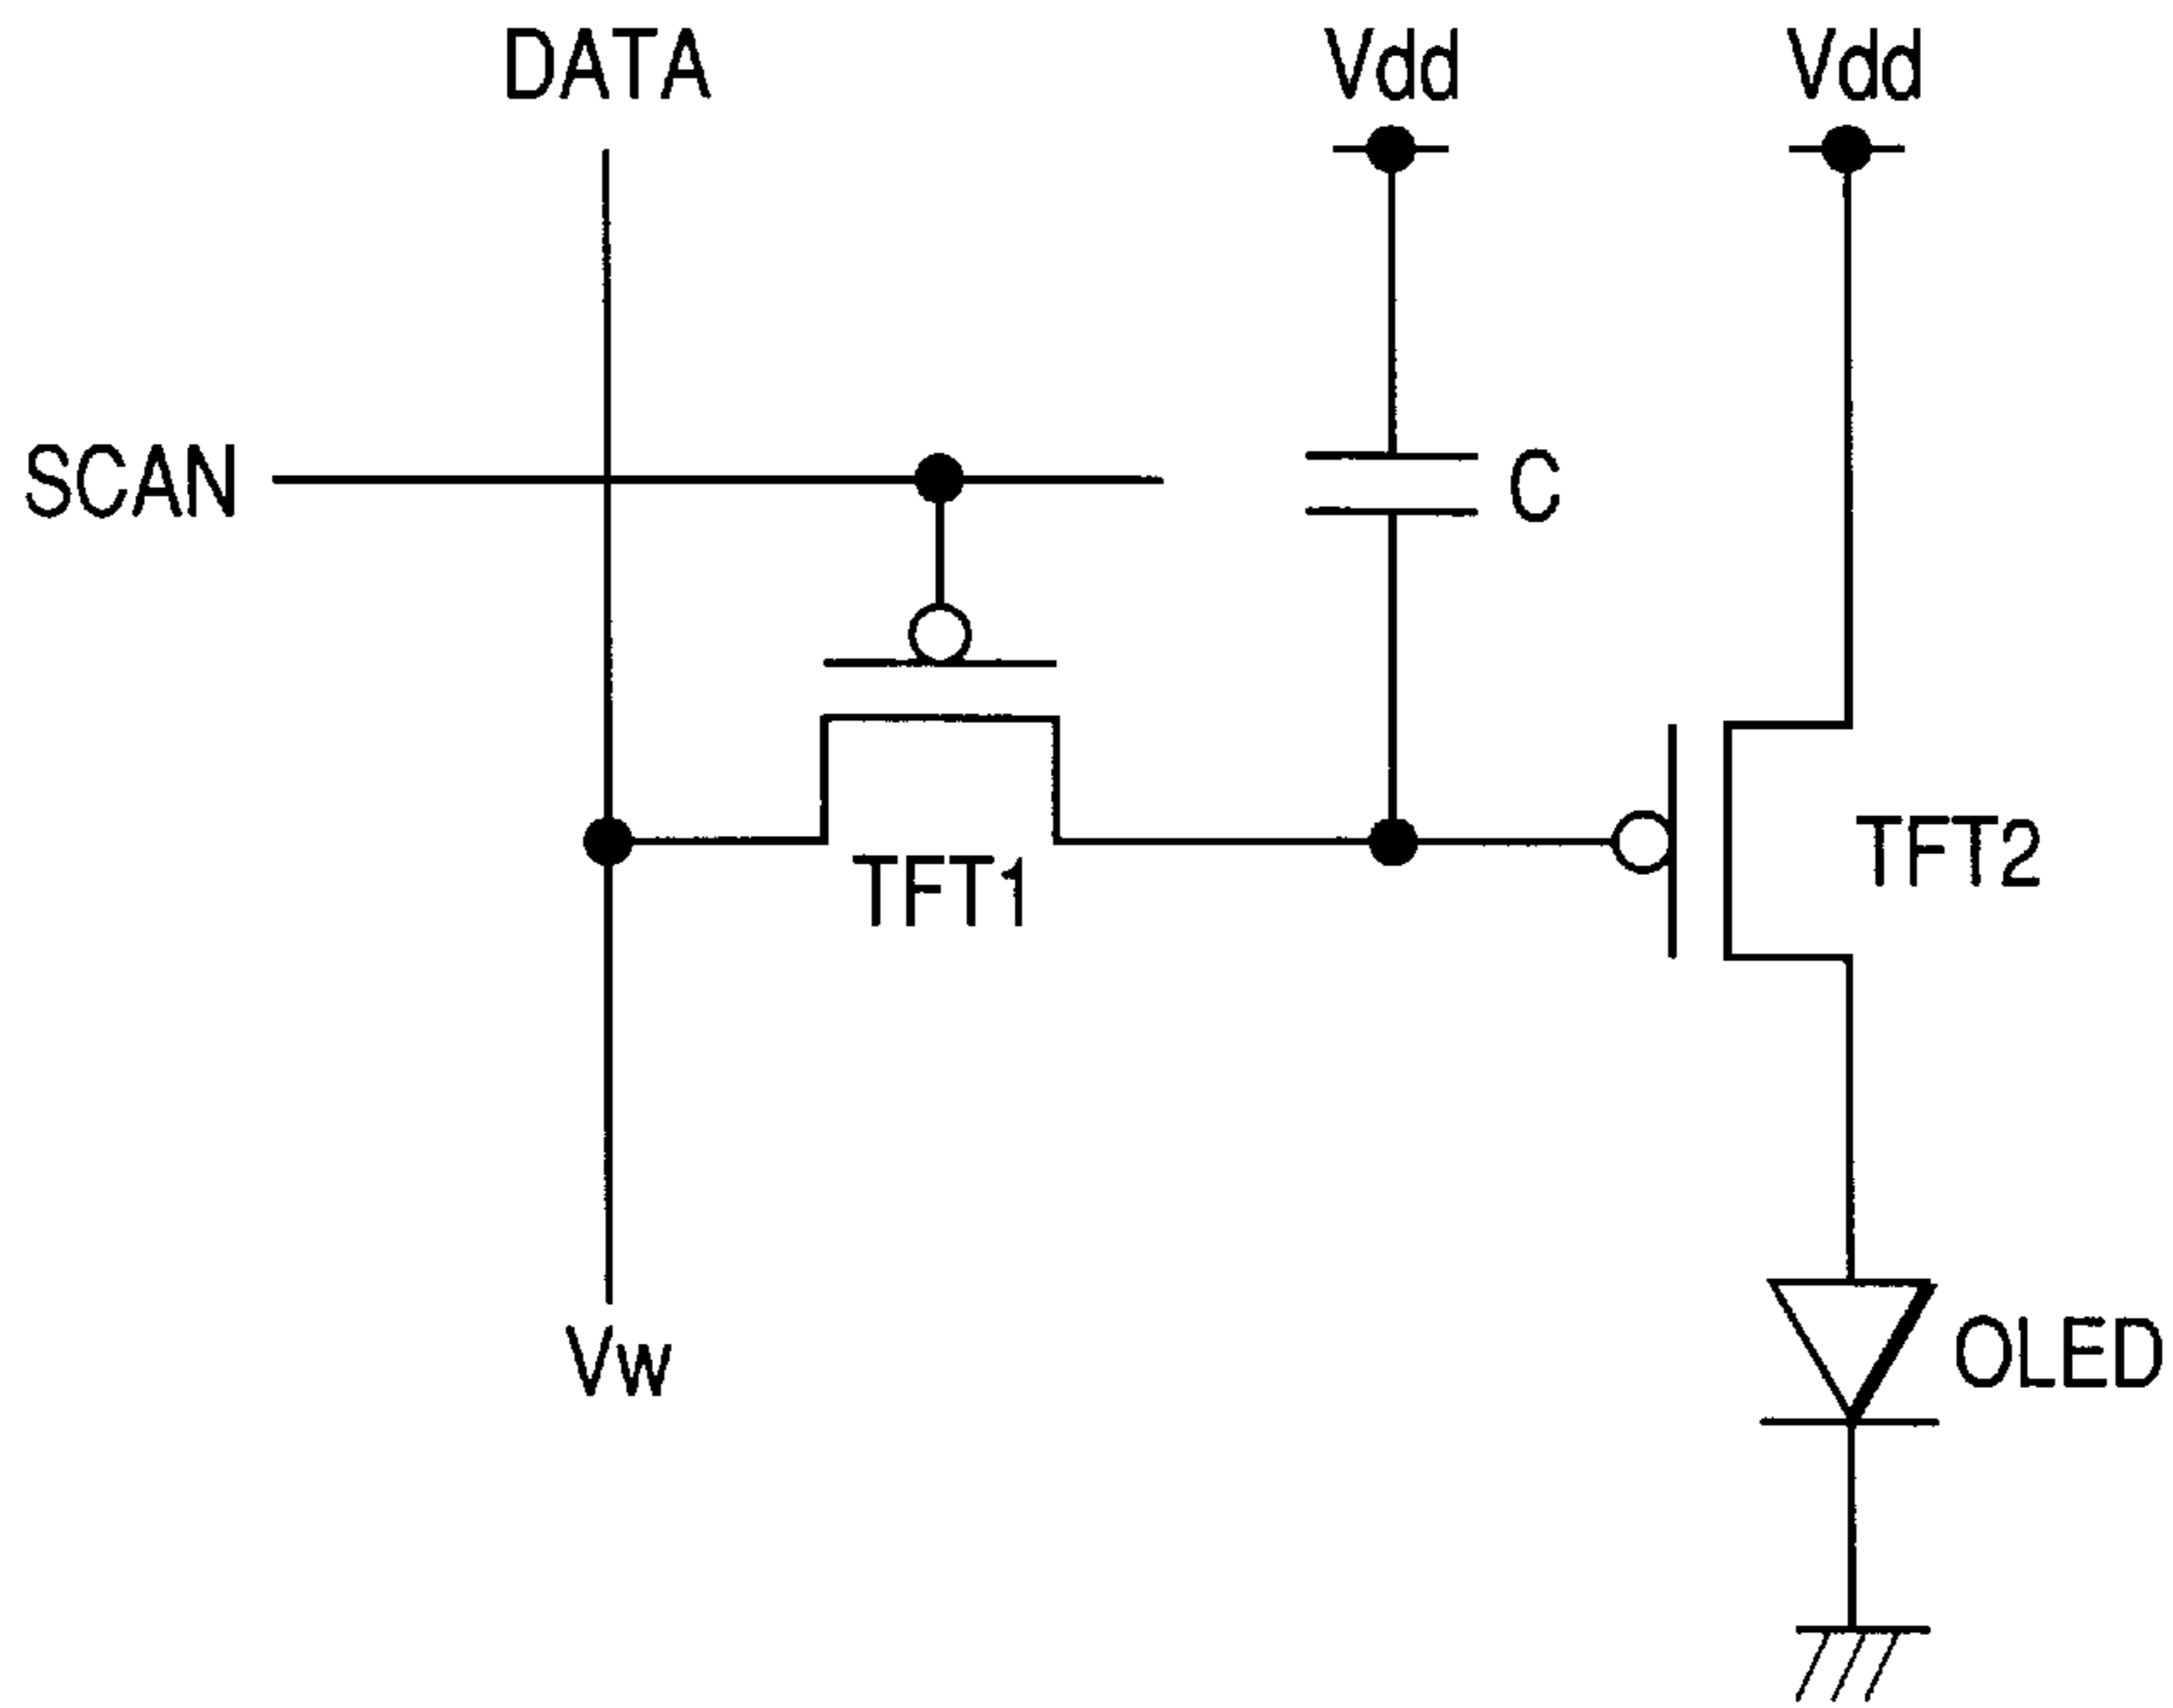 DATA
Vdd
Vdd
SCAN
C
TFT1
TFT2
Vw
OLED